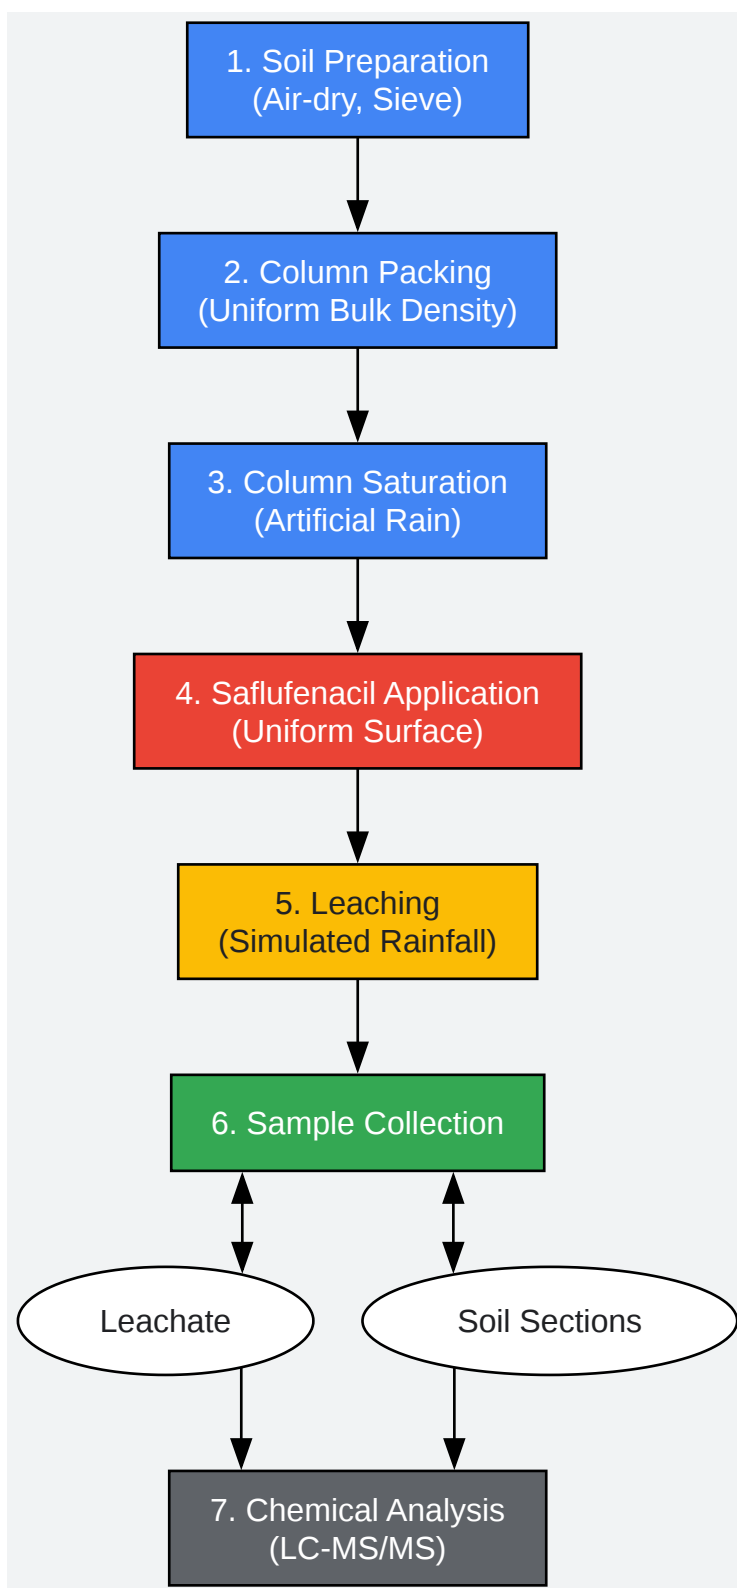 1. Soil Preparation
(Air-dry, Sieve)
2. Column Packing
(Uniform Bulk Density)
3. Column Saturation
(Artificial Rain)
4. Saflufenacil Application
(Uniform Surface)
5. Leaching
(Simulated Rainfall)
6. Sample Collection
Leachate
Soil Sections
7. Chemical Analysis
(LC-MS/MS)